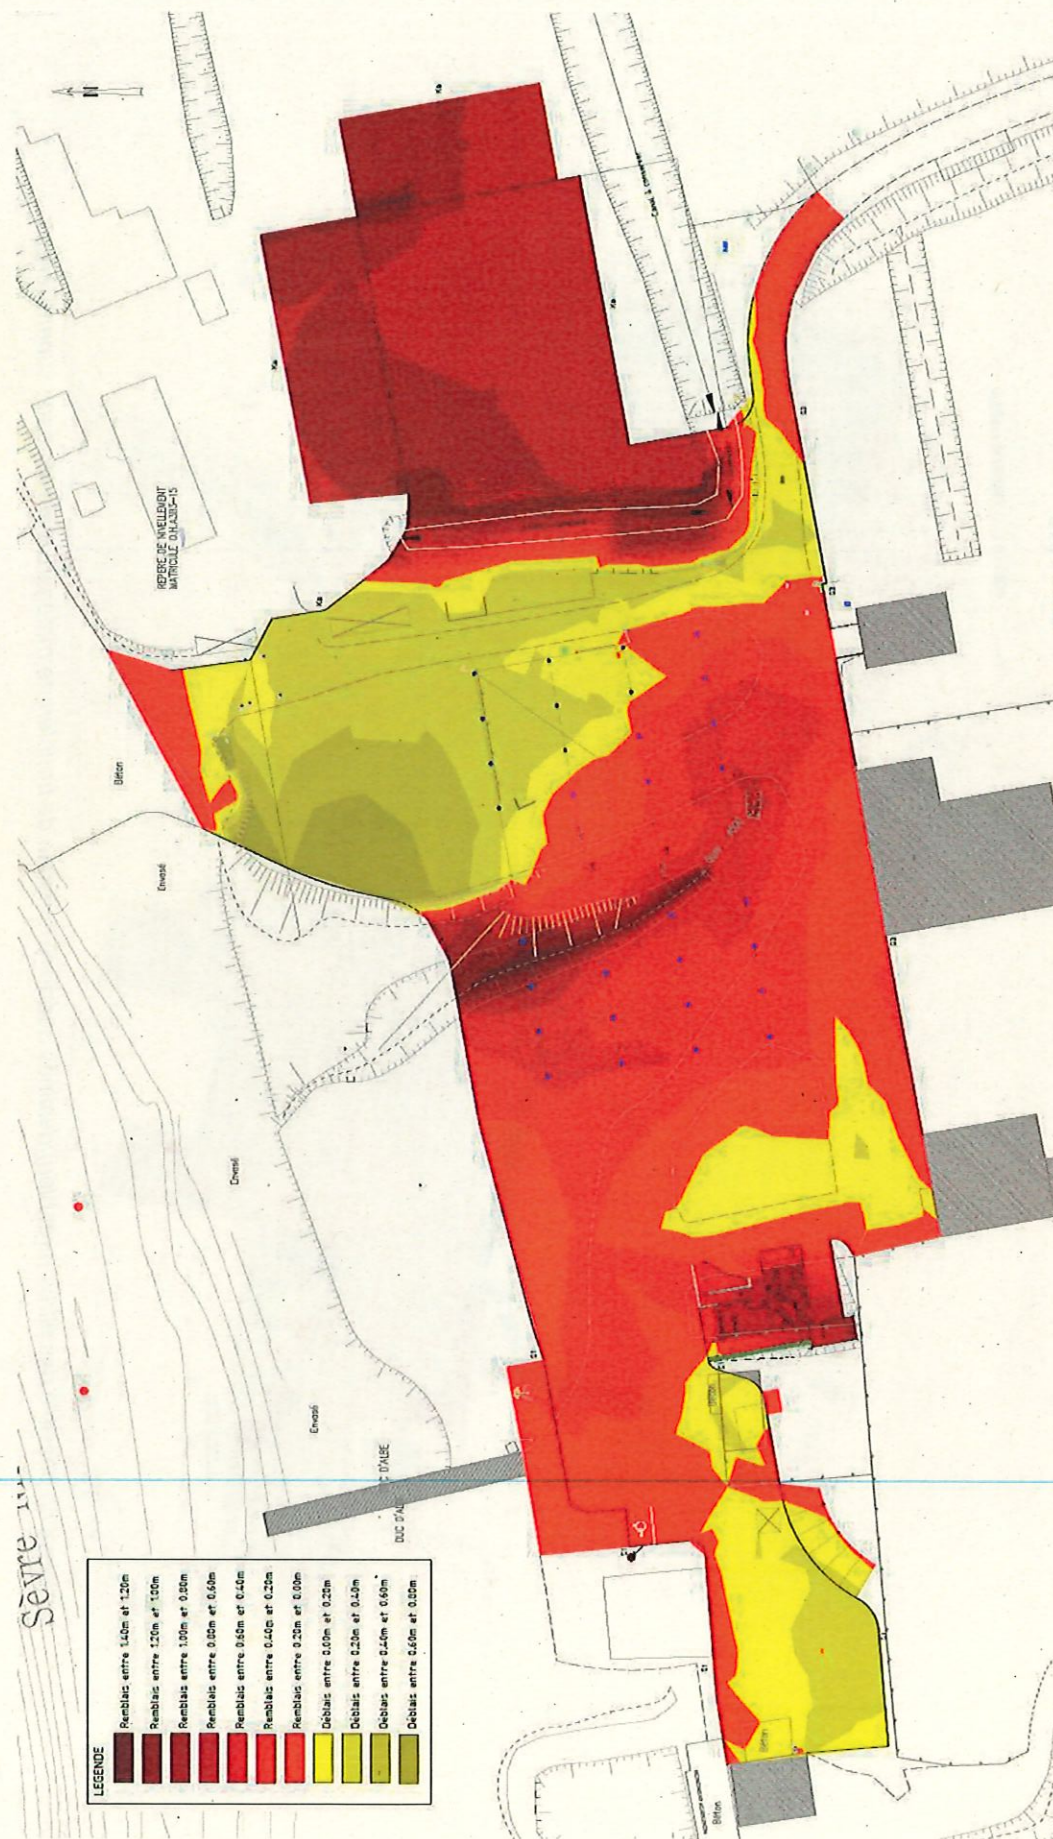 N
REPERE DE NIVELLEMENT
MATRICULE O.H.A383-15
Béton
Envasé
Envasé
Envasé
DUC D'ALBE
Béton
Béton
Béton
Sèvre
LEGENDE
Remblais entre 1.40m et 1.20m
Remblais entre 1.20m et 1.00m
Remblais entre 1.00m et 0.80m
Remblais entre 0.80m et 0.60m
Remblais entre 0.60m et 0.40m
Remblais entre 0.40m et 0.20m
Remblais entre 0.20m et 0.00m
Déblais entre 0.00m et 0.20m
Déblais entre 0.20m et 0.40m
Déblais entre 0.40m et 0.60m
Déblais entre 0.60m et 0.80m